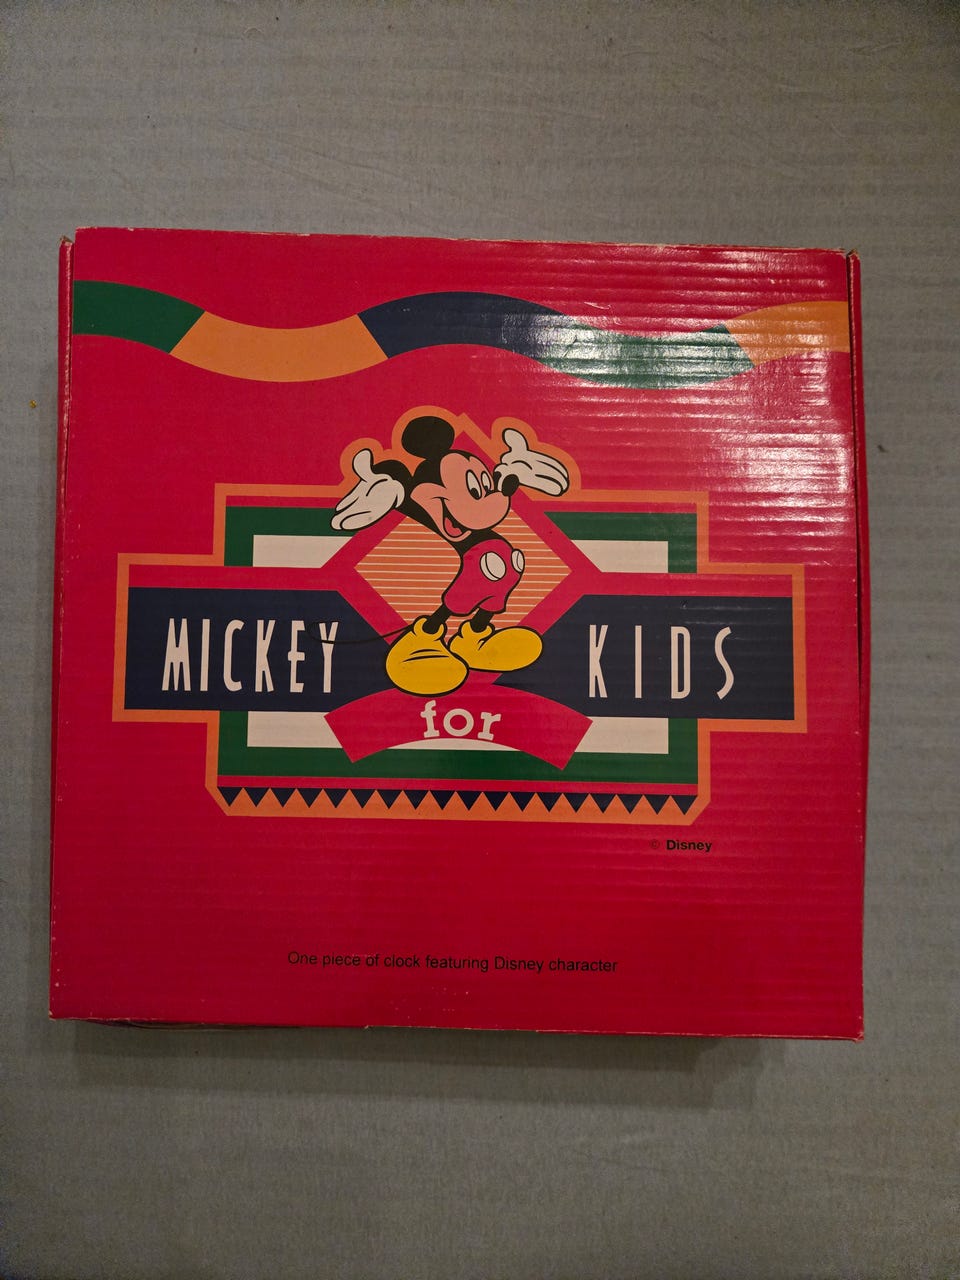 MICKEY for KIDS
© Disney
One piece of clock featuring Disney character